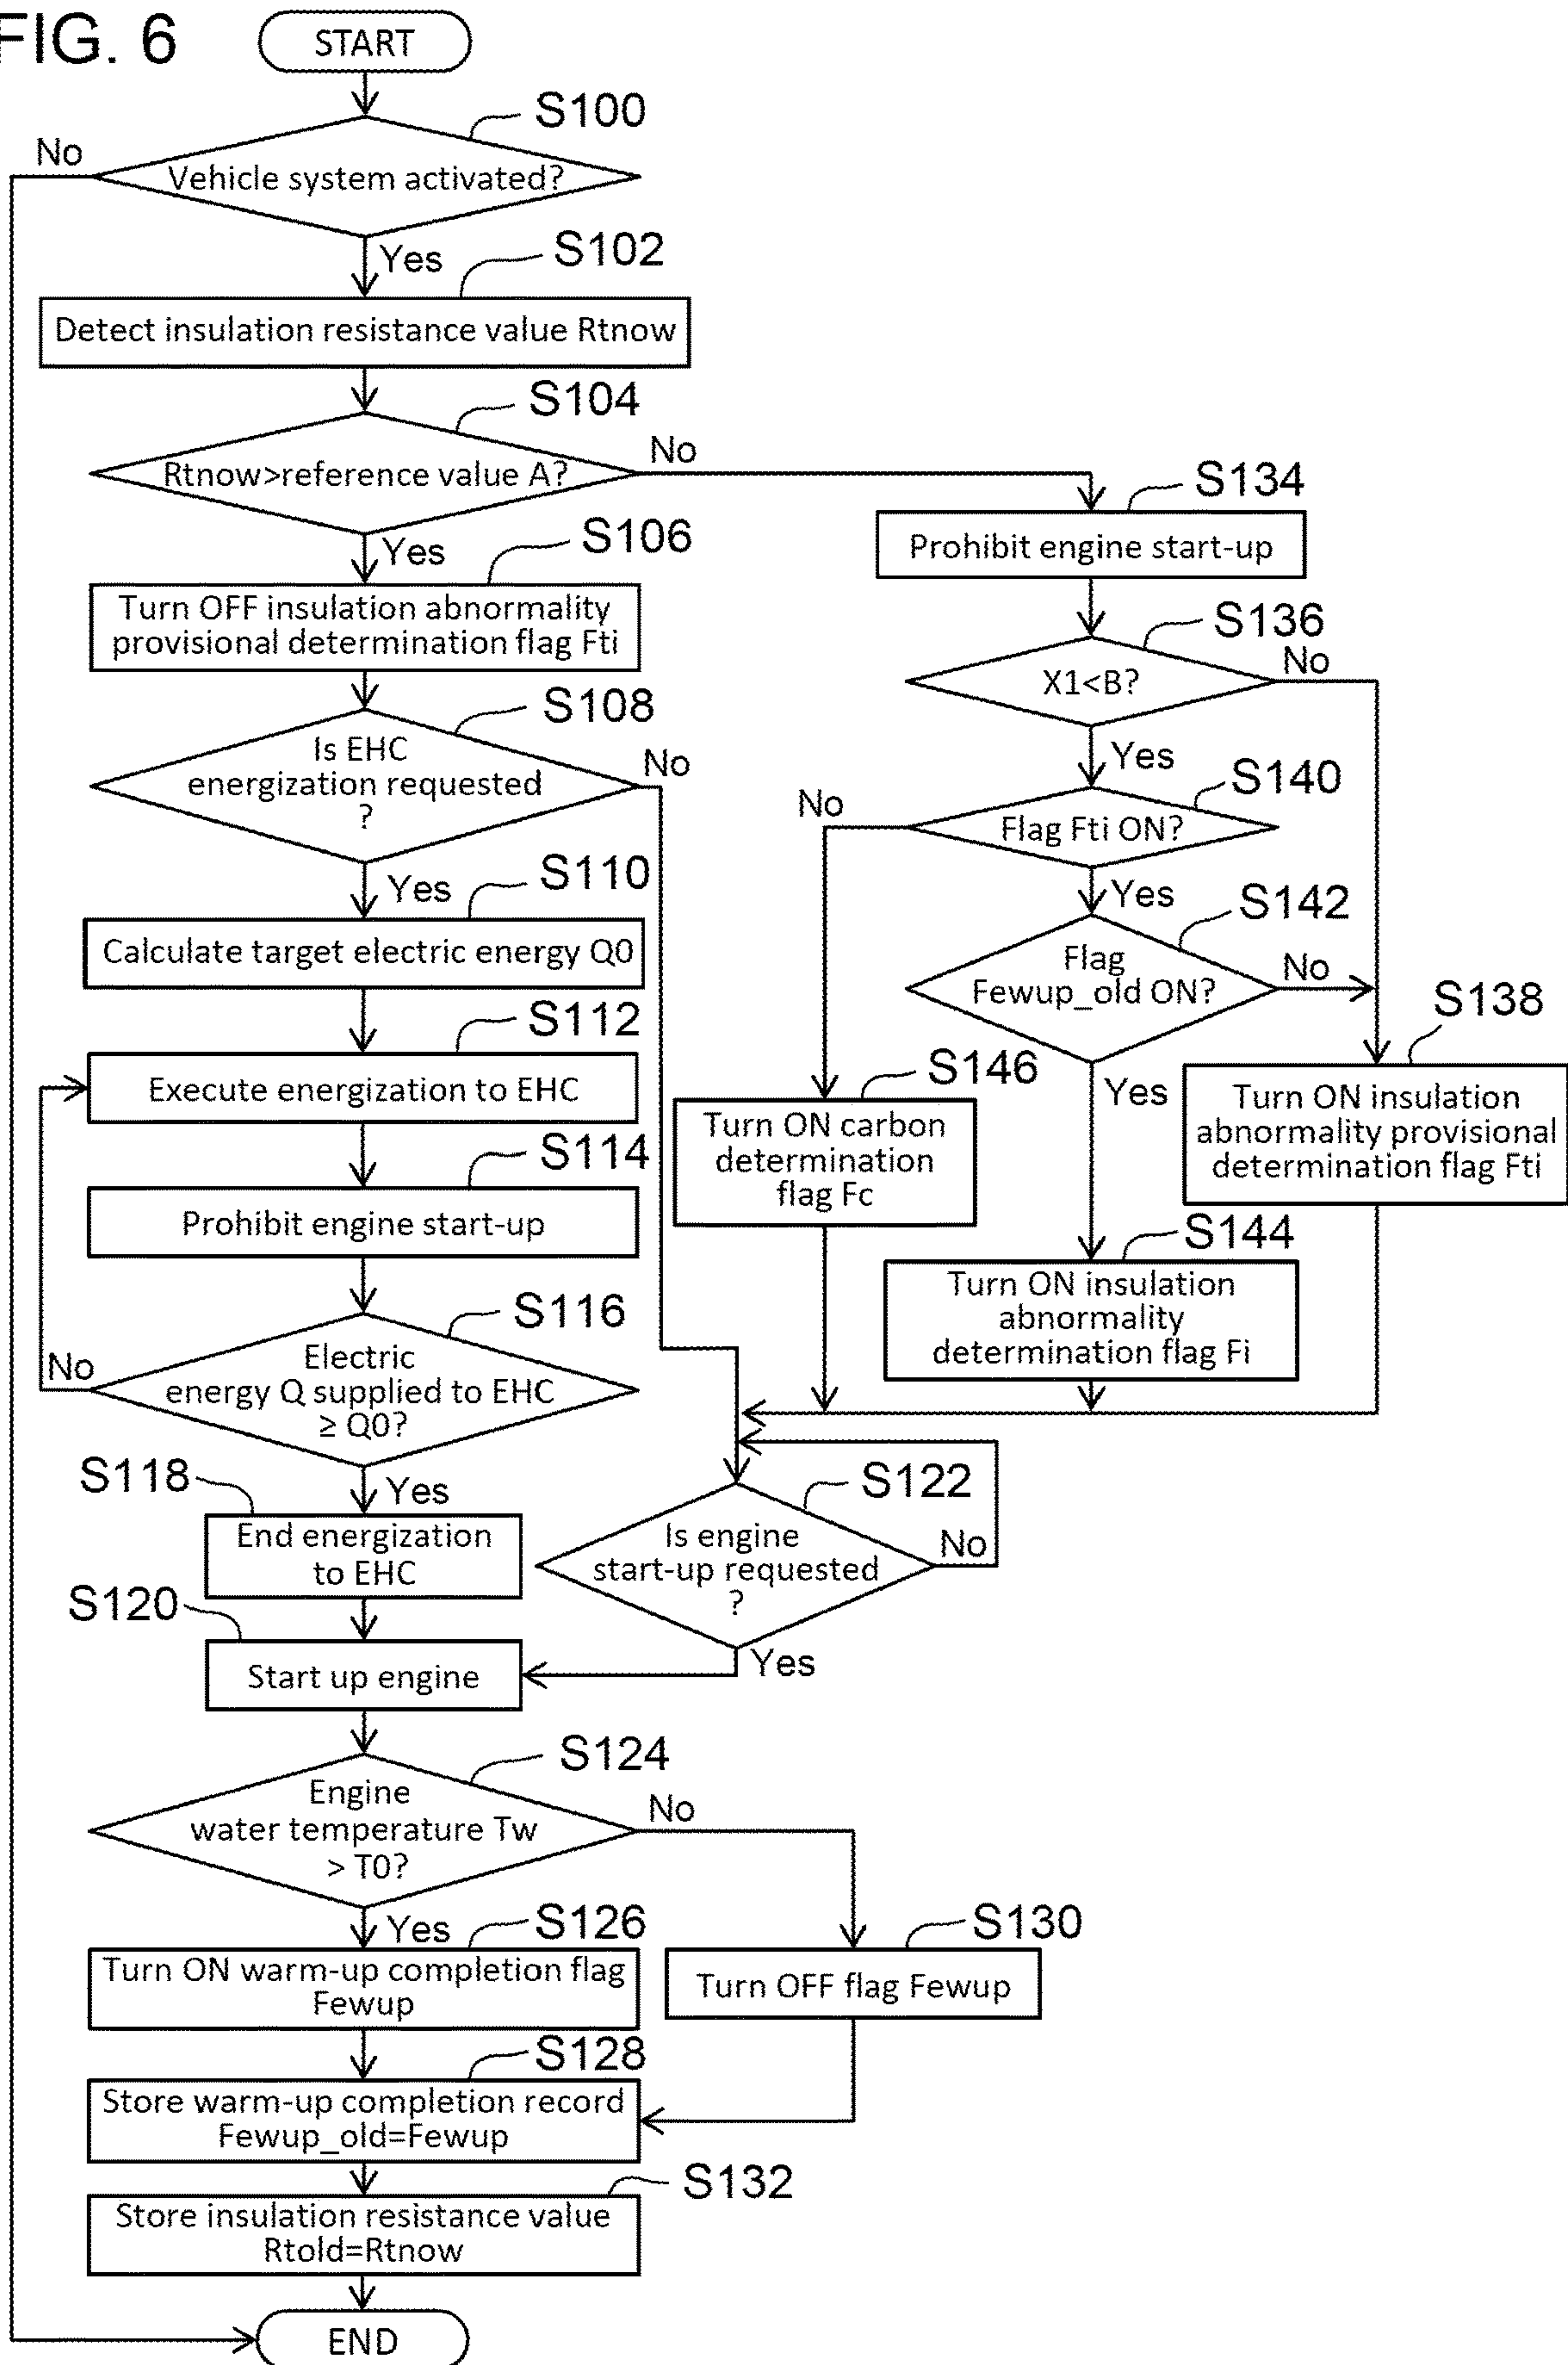 FIG. 6
START
S100
No
Vehicle system activated?
Yes
S102
Detect insulation resistance value Rtnow
S104
Rtnow>reference value A?
No
Yes
S106
Turn OFF insulation abnormality
provisional determination flag Fti
S108
Is EHC
energization requested
?
No
Yes
S110
Calculate target electric energy Q0
S112
Execute energization to EHC
S114
Prohibit engine start-up
S116
Electric
energy Q supplied to EHC
≥ Q0?
No
Yes
S118
End energization
to EHC
S120
Start up engine
S134
Prohibit engine start-up
S136
X1<B?
No
Yes
S140
Flag Fti ON?
No
Yes
S142
Flag
Fewup_old ON?
No
Yes
S138
Turn ON insulation
abnormality provisional
determination flag Fti
S146
Turn ON carbon
determination
flag Fc
S144
Turn ON insulation
abnormality
determination flag Fi
S122
Is engine
start-up requested
?
No
Yes
S124
Engine
water temperature Tw
> T0?
No
Yes
S126
Turn ON warm-up completion flag
Fewup
S130
Turn OFF flag Fewup
S128
Store warm-up completion record
Fewup_old=Fewup
S132
Store insulation resistance value
Rtold=Rtnow
END